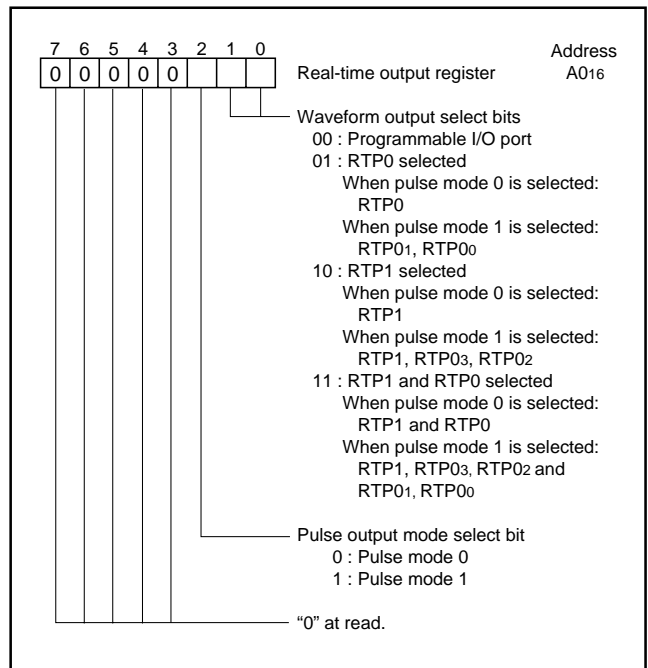 7 6 5 4 3 2 1 0
Address
0 0 0 0 0
Real-time output register
A016
Waveform output select bits
00 : Programmable I/O port
01 : RTP0 selected
When pulse mode 0 is selected:
RTP0
When pulse mode 1 is selected:
RTP01, RTP00
10 : RTP1 selected
When pulse mode 0 is selected:
RTP1
When pulse mode 1 is selected:
RTP1, RTP03, RTP02
11 : RTP1 and RTP0 selected
When pulse mode 0 is selected:
RTP1 and RTP0
When pulse mode 1 is selected:
RTP1, RTP03, RTP02 and
RTP01, RTP00
Pulse output mode select bit
0 : Pulse mode 0
1 : Pulse mode 1
“0” at read.